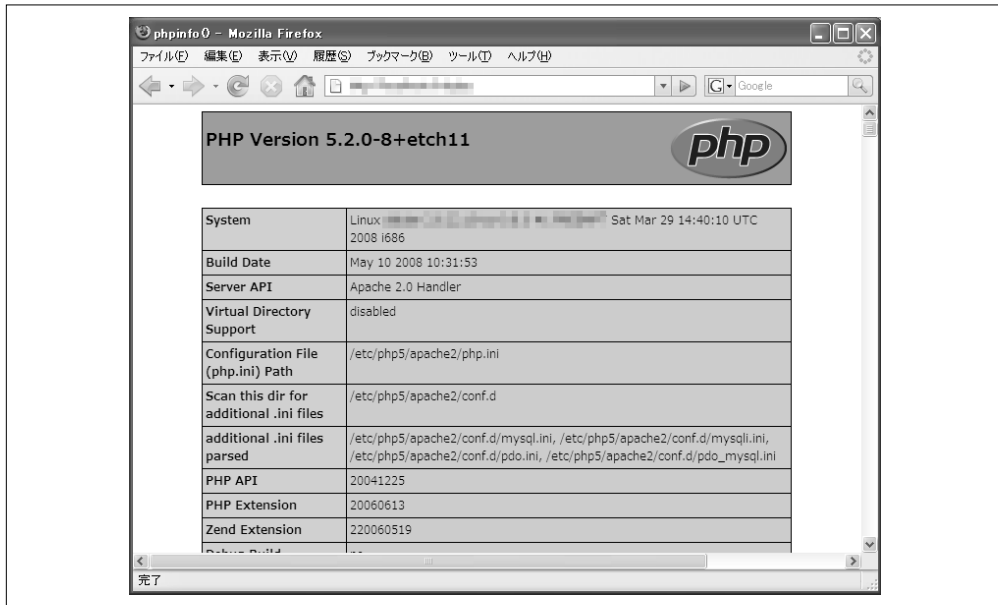 phpinfo() - Mozilla Firefox
ファイル(F) 編集(E) 表示(V) 履歴(S) ブックマーク(B) ツール(T) ヘルプ(H)
G Google
PHP Version 5.2.0-8+etch11
php
System
Linux Sat Mar 29 14:40:10 UTC
2008 i686
Build Date
May 10 2008 10:31:53
Server API
Apache 2.0 Handler
Virtual Directory
Support
disabled
Configuration File
(php.ini) Path
/etc/php5/apache2/php.ini
Scan this dir for
additional .ini files
/etc/php5/apache2/conf.d
additional .ini files
parsed
/etc/php5/apache2/conf.d/mysql.ini, /etc/php5/apache2/conf.d/mysqli.ini,
/etc/php5/apache2/conf.d/pdo.ini, /etc/php5/apache2/conf.d/pdo_mysql.ini
PHP API
20041225
PHP Extension
20060613
Zend Extension
220060519
Debug Build
no
完了